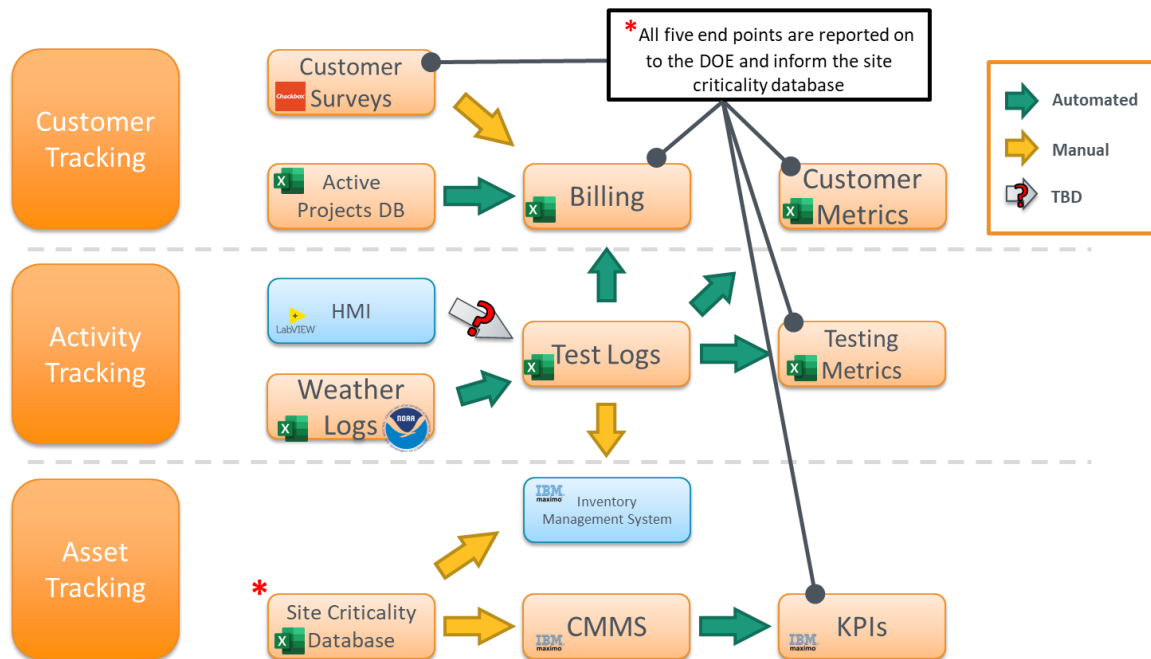 * All five end points are reported on
to the DOE and inform the site
criticality database
Customer
Tracking
Customer
Surveys
Checkbox
Active
Projects DB
Billing
Customer
Metrics
Automated
Manual
?
TBD
Activity
Tracking
HMI
LabVIEW
?
Weather
Logs
NOAA
Test Logs
Testing
Metrics
Asset
Tracking
IBM
maximo
Inventory
Management System
*
Site Criticality
Database
CMMS
IBM
maximo
KPIs
IBM
maximo
X
X
X
X
X
X
X